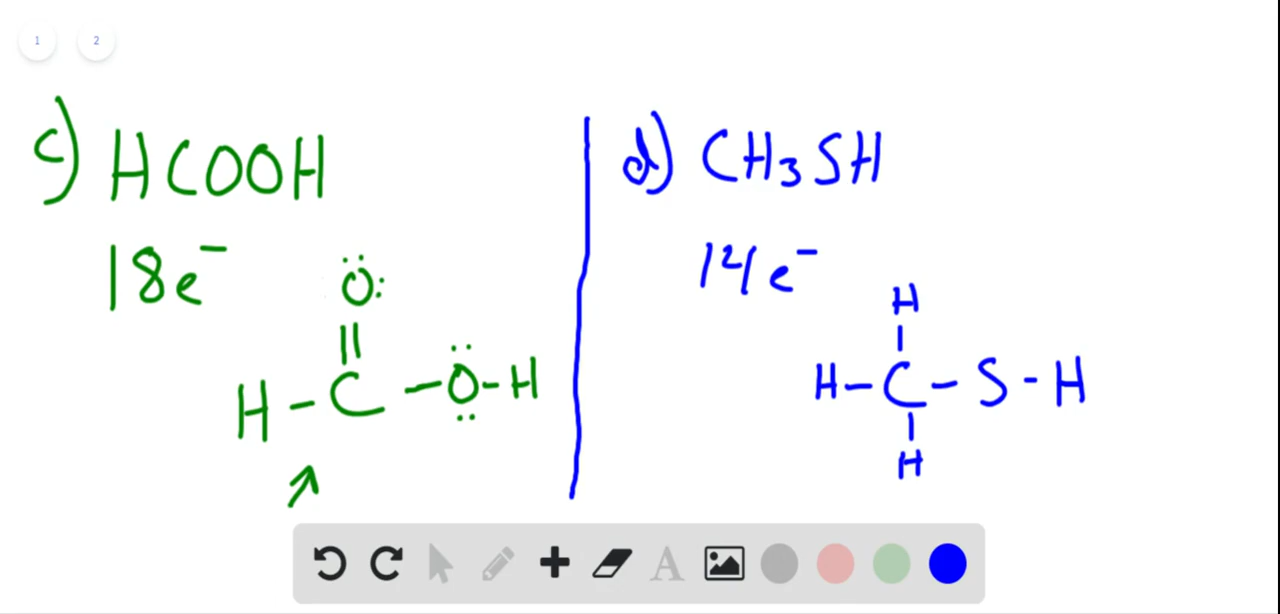 1 2
c) HCOOH
18e⁻
Ö:
||
H - C - Ö - H
d) CH3SH
14e⁻
H
|
H - C - S - H
|
H
A